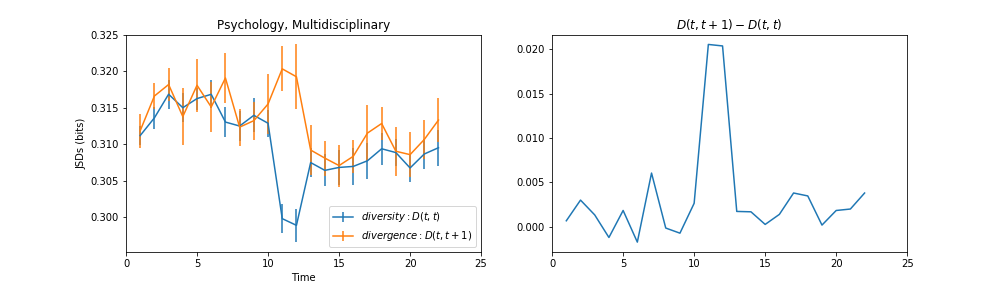 Psychology, Multidisciplinary
0.325
0.320
0.315
0.310
0.305
0.300
JSDs (bits)
0 5 10 15 20 25
Time
diversity : D(t, t)
divergence : D(t, t + 1)
D(t, t + 1) − D(t, t)
0.020
0.015
0.010
0.005
0.000
0 5 10 15 20 25